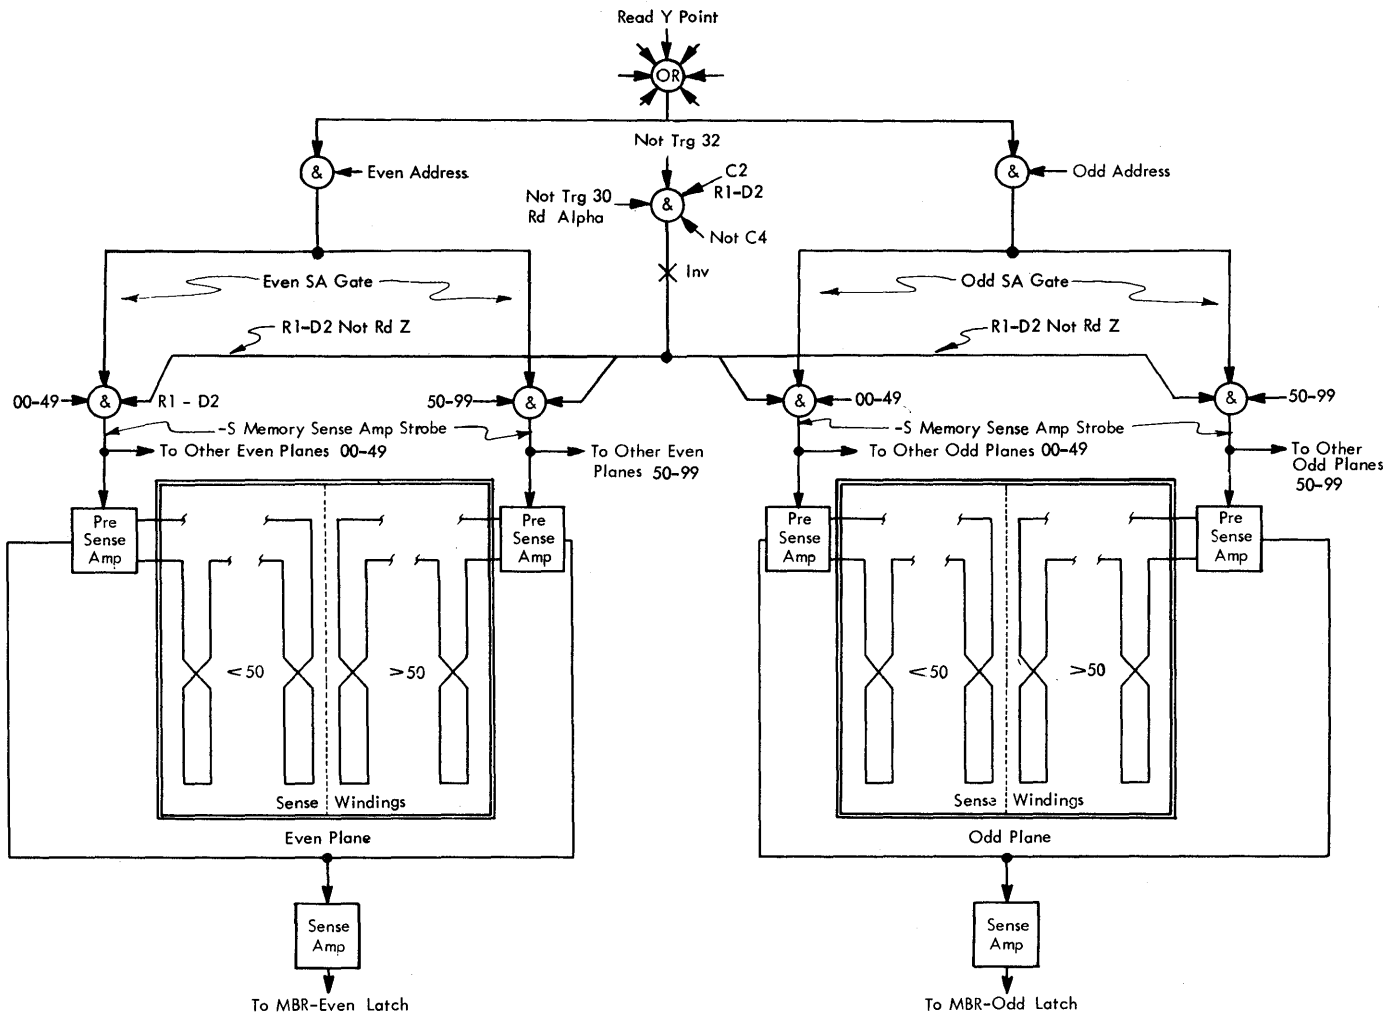 Read Y Point
OR
Not Trg 32
&
Even Address
C2
R1-D2
&
Odd Address
Not Trg 30
Rd Alpha
&
Not C4
Inv
Even SA Gate
Odd SA Gate
R1-D2 Not Rd Z
R1-D2 Not Rd Z
00-49
&
R1 - D2
50-99
&
&
00-49
&
50-99
-S Memory Sense Amp Strobe
-S Memory Sense Amp Strobe
To Other Even Planes 00-49
To Other Even
Planes 50-99
To Other Odd Planes 00-49
To Other
Odd Planes
50-99
Pre
Sense
Amp
Pre
Sense
Amp
Pre
Sense
Amp
Pre
Sense
Amp
<50
>50
<50
>50
Sense Windings
Sense Windings
Even Plane
Odd Plane
Sense
Amp
Sense
Amp
To MBR-Even Latch
To MBR-Odd Latch